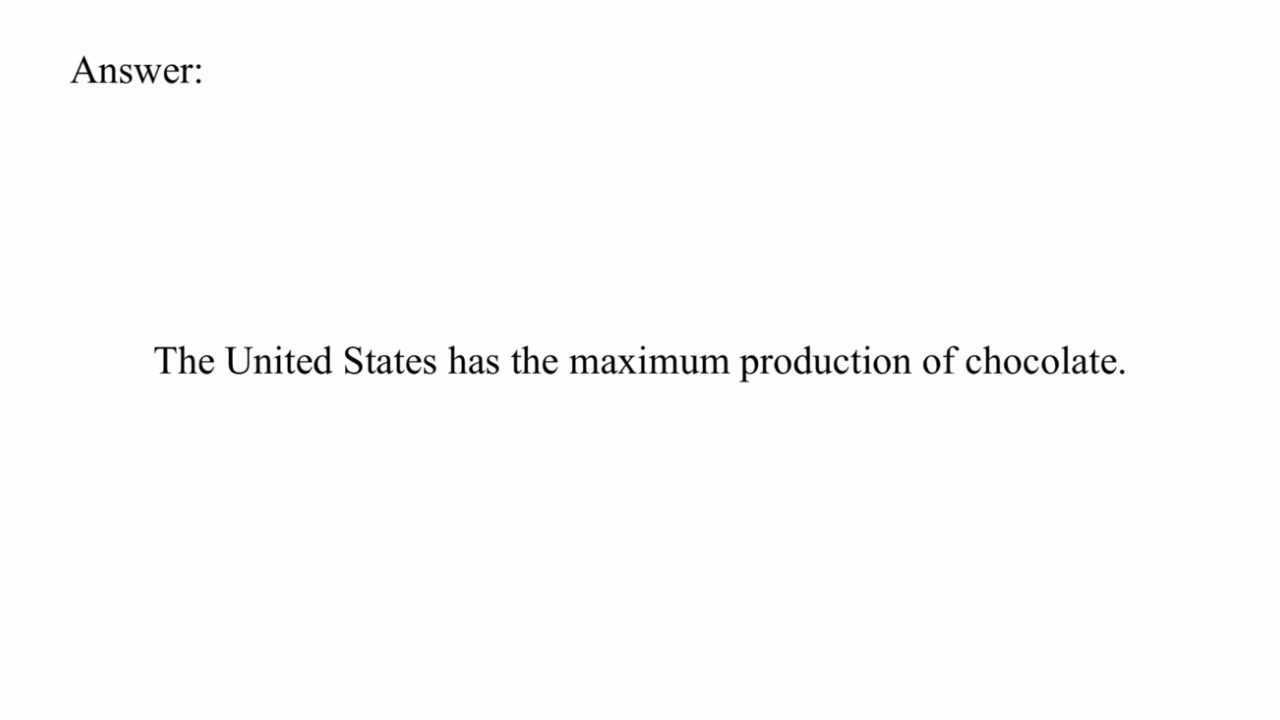 Answer:
The United States has the maximum production of chocolate.